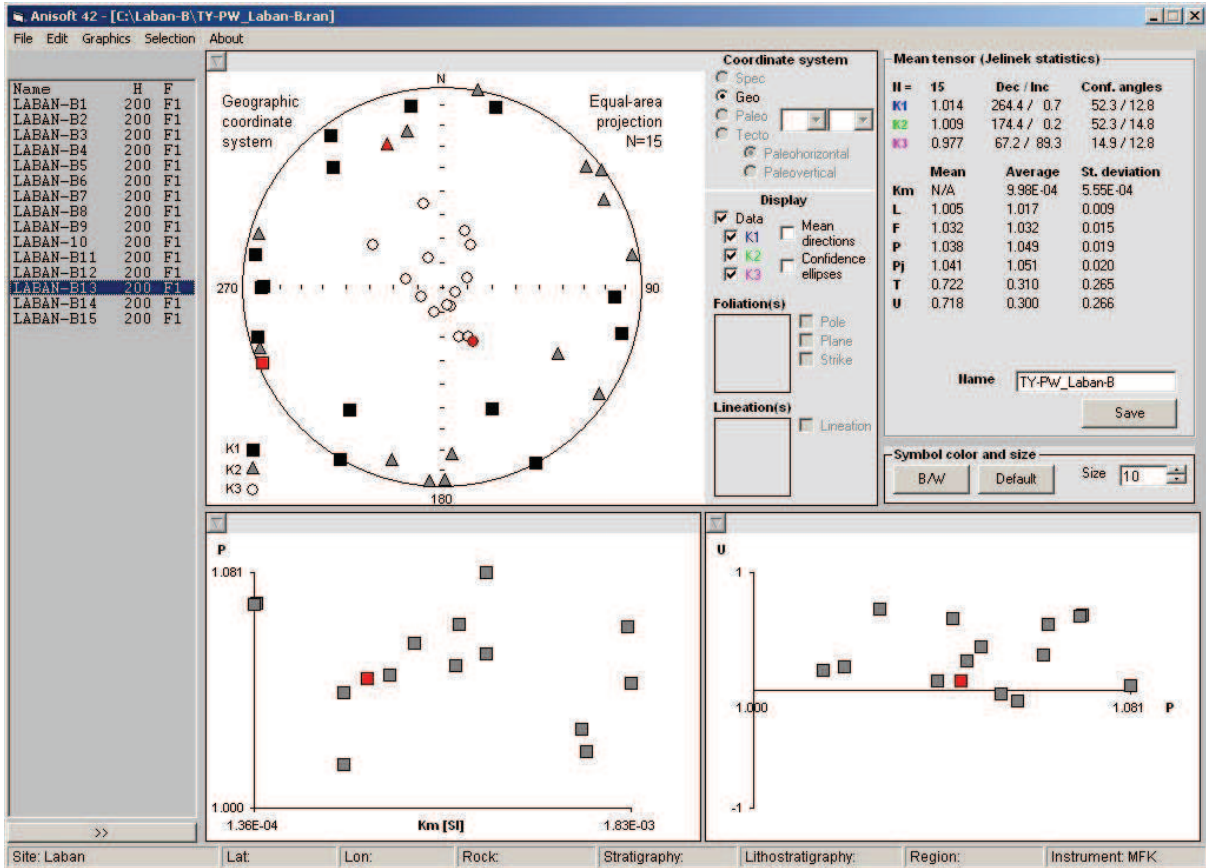 Anisoft 42 - [C:\Laban-B\TY-PW_Laban-B.ran]
File Edit Graphics Selection About
Name H F
LABAN-B1 200 F1
LABAN-B2 200 F1
LABAN-B3 200 F1
LABAN-B4 200 F1
LABAN-B5 200 F1
LABAN-B6 200 F1
LABAN-B7 200 F1
LABAN-B8 200 F1
LABAN-B9 200 F1
LABAN-10 200 F1
LABAN-B11 200 F1
LABAN-B12 200 F1
LABAN-B13 200 F1
LABAN-B14 200 F1
LABAN-B15 200 F1
>>
Geographic
coordinate
system
N
Equal-area
projection
N=15
270
90
180
K1
K2
K3
Coordinate system
Spec
Geo
Paleo
Tecto
Paleohorizontal
Paleovertical
Display
Data
K1
K2
K3
Mean
directions
Confidence
ellipses
Foliation(s)
Pole
Plane
Strike
Lineation(s)
Lineation
Mean tensor (Jelinek statistics)
N = 15 Dec / Inc Conf. angles
K1 1.014 264.4 / 0.7 52.3 / 12.8
K2 1.009 174.4 / 0.2 52.3 / 14.8
K3 0.977 67.2 / 89.3 14.9 / 12.8
Mean Average St. deviation
Km N/A 9.98E-04 5.55E-04
L 1.005 1.017 0.009
F 1.032 1.032 0.015
P 1.038 1.049 0.019
Pj 1.041 1.051 0.020
T 0.722 0.310 0.265
U 0.718 0.300 0.266
Name TY-PW_Laban-B
Save
Symbol color and size
B/W Default Size 10
P
1.081
1.000
1.36E-04 Km [SI] 1.83E-03
U
1
1.000 1.081 P
-1
Site: Laban Lat: Lon: Rock: Stratigraphy: Lithostratigraphy: Region: Instrument: MFK